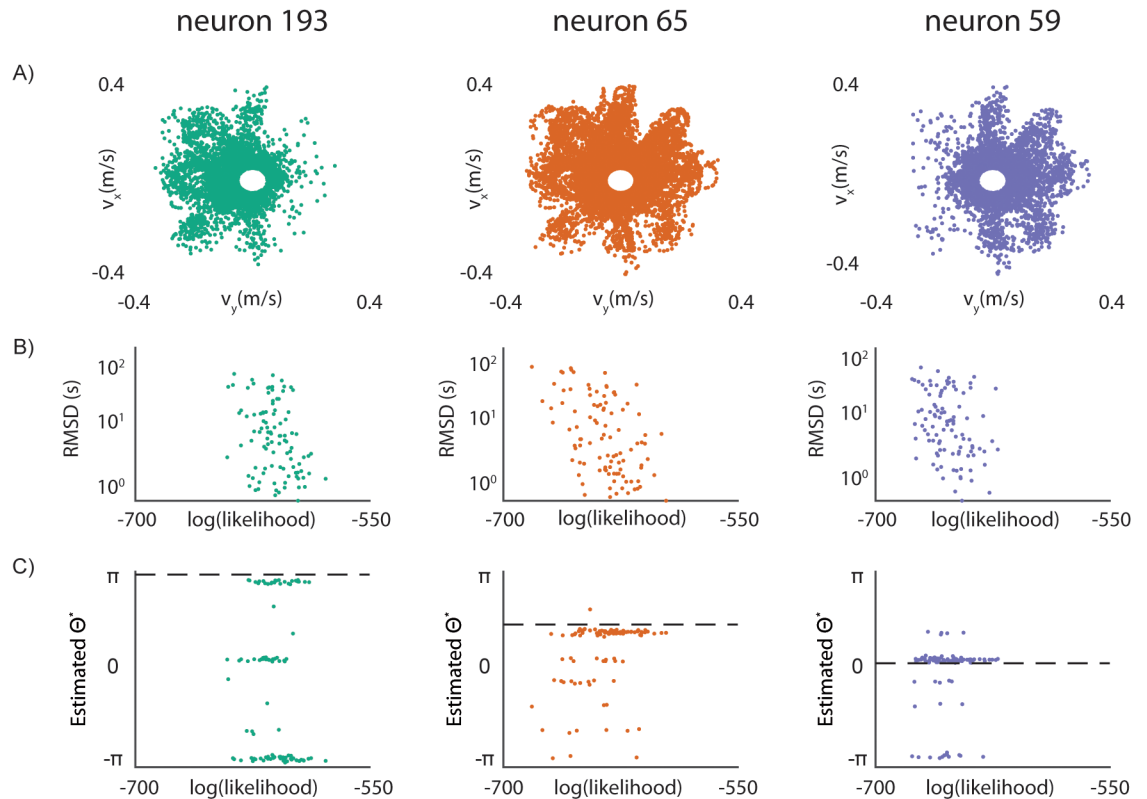 neuron 193 neuron 65 neuron 59
A)
0.4 0.4 0.4
vx(m/s) vx(m/s) vx(m/s)
-0.4 -0.4 -0.4
-0.4 vy(m/s) 0.4 -0.4 vy(m/s) 0.4 -0.4 vy(m/s) 0.4
B)
10² 10² 10²
RMSD (s) RMSD (s) RMSD (s)
10¹ 10¹ 10¹
10⁰ 10⁰ 10⁰
-700 log(likelihood) -550 -700 log(likelihood) -550 -700 log(likelihood) -550
C)
π π π
Estimated Θ* Estimated Θ* Estimated Θ*
0 0 0
-π -π -π
-700 log(likelihood) -550 -700 log(likelihood) -550 -700 log(likelihood) -550